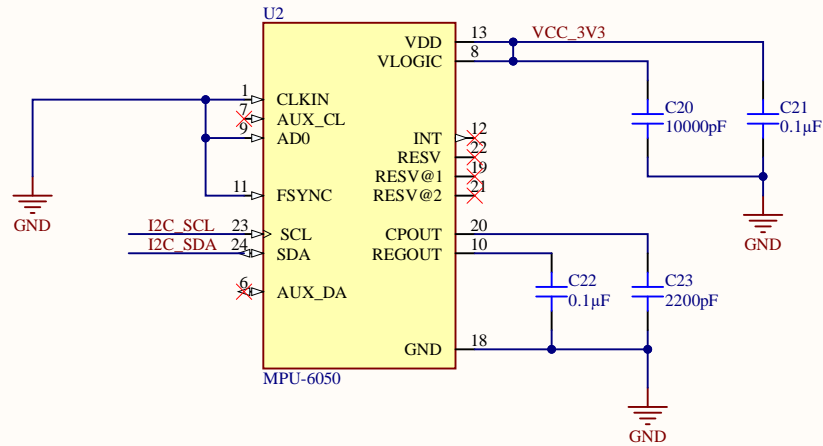 U2
VDD 13 VCC_3V3
VLOGIC 8
1 CLKIN
7 AUX_CL
9 AD0
C20
10000pF
C21
0.1µF
INT 12
RESV 22
RESV@1 19
RESV@2 21
11 FSYNC
GND
GND
I2C_SCL 23 SCL
I2C_SDA 24 SDA
CPOUT 20
REGOUT 10
6 AUX_DA
C22
0.1µF
C23
2200pF
GND 18
MPU-6050
GND